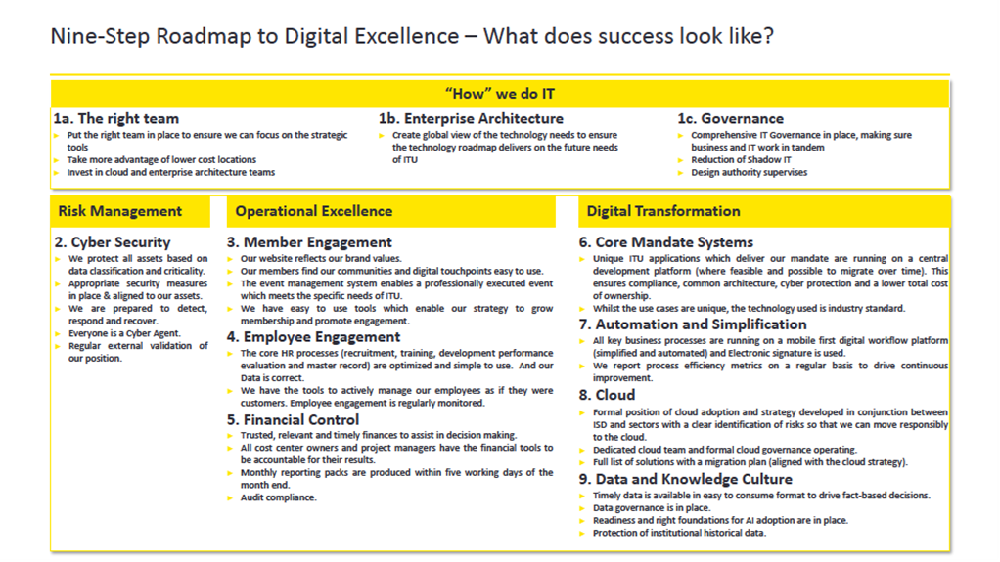 Nine-Step Roadmap to Digital Excellence – What does success look like?
“How” we do IT
1a. The right team
► Put the right team in place to ensure we can focus on the strategic
tools
► Take more advantage of lower cost locations
► Invest in cloud and enterprise architecture teams
1b. Enterprise Architecture
► Create global view of the technology needs to ensure
the technology roadmap delivers on the future needs
of ITU
1c. Governance
► Comprehensive IT Governance in place, making sure
business and IT work in tandem
► Reduction of Shadow IT
► Design authority supervises
Risk Management
2. Cyber Security
► We protect all assets based on
data classification and criticality.
► Appropriate security measures
in place & aligned to our assets.
► We are prepared to detect,
respond and recover.
► Everyone is a Cyber Agent.
► Regular external validation of
our position.
Operational Excellence
3. Member Engagement
► Our website reflects our brand values.
► Our members find our communities and digital touchpoints easy to use.
► The event management system enables a professionally executed event
which meets the specific needs of ITU.
► We have easy to use tools which enable our strategy to grow
membership and promote engagement.
4. Employee Engagement
► The core HR processes (recruitment, training, development performance
evaluation and master record) are optimized and simple to use. And our
Data is correct.
► We have the tools to actively manage our employees as if they were
customers. Employee engagement is regularly monitored.
5. Financial Control
► Trusted, relevant and timely finances to assist in decision making.
► All cost center owners and project managers have the financial tools to
be accountable for their results.
► Monthly reporting packs are produced within five working days of the
month end.
► Audit compliance.
Digital Transformation
6. Core Mandate Systems
► Unique ITU applications which deliver our mandate are running on a central
development platform (where feasible and possible to migrate over time). This
ensures compliance, common architecture, cyber protection and a lower total cost
of ownership.
► Whilst the use cases are unique, the technology used is industry standard.
7. Automation and Simplification
► All key business processes are running on a mobile first digital workflow platform
(simplified and automated) and Electronic signature is used.
► We report process efficiency metrics on a regular basis to drive continuous
improvement.
8. Cloud
► Formal position of cloud adoption and strategy developed in conjunction between
ISD and sectors with a clear identification of risks so that we can move responsibly
to the cloud.
► Dedicated cloud team and formal cloud governance operating.
► Full list of solutions with a migration plan (aligned with the cloud strategy).
9. Data and Knowledge Culture
► Timely data is available in easy to consume format to drive fact-based decisions.
► Data governance is in place.
► Readiness and right foundations for AI adoption are in place.
► Protection of institutional historical data.